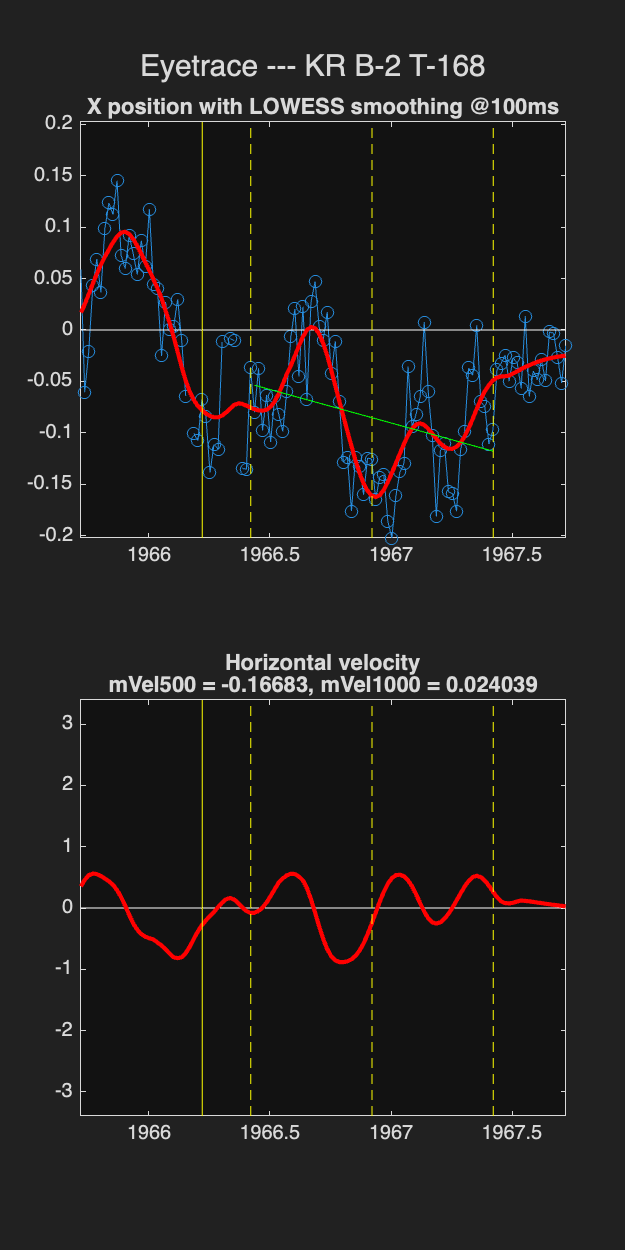 Eyetrace --- KR B-2 T-168
X position with LOWESS smoothing @100ms
0.2
0.15
0.1
0.05
0
-0.05
-0.1
-0.15
-0.2
1966 1966.5 1967 1967.5
Horizontal velocity
mVel500 = -0.16683, mVel1000 = 0.024039
3
2
1
0
-1
-2
-3
1966 1966.5 1967 1967.5